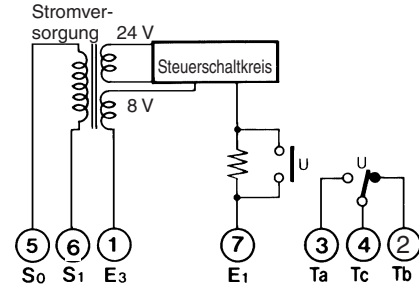 Stromver-
sorgung
24 V
Steuerschaltkreis
8 V
U
U
5 6 1 7 3 4 2
S0 S1 E3 E1 Ta Tc Tb